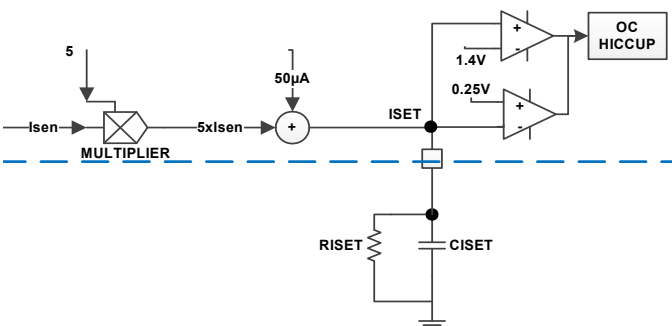 5
OC
HICCUP
+
-
1.4V
50µA
0.25V
+
-
ISET
Isen
5xIsen
+
MULTIPLIER
RISET
CISET